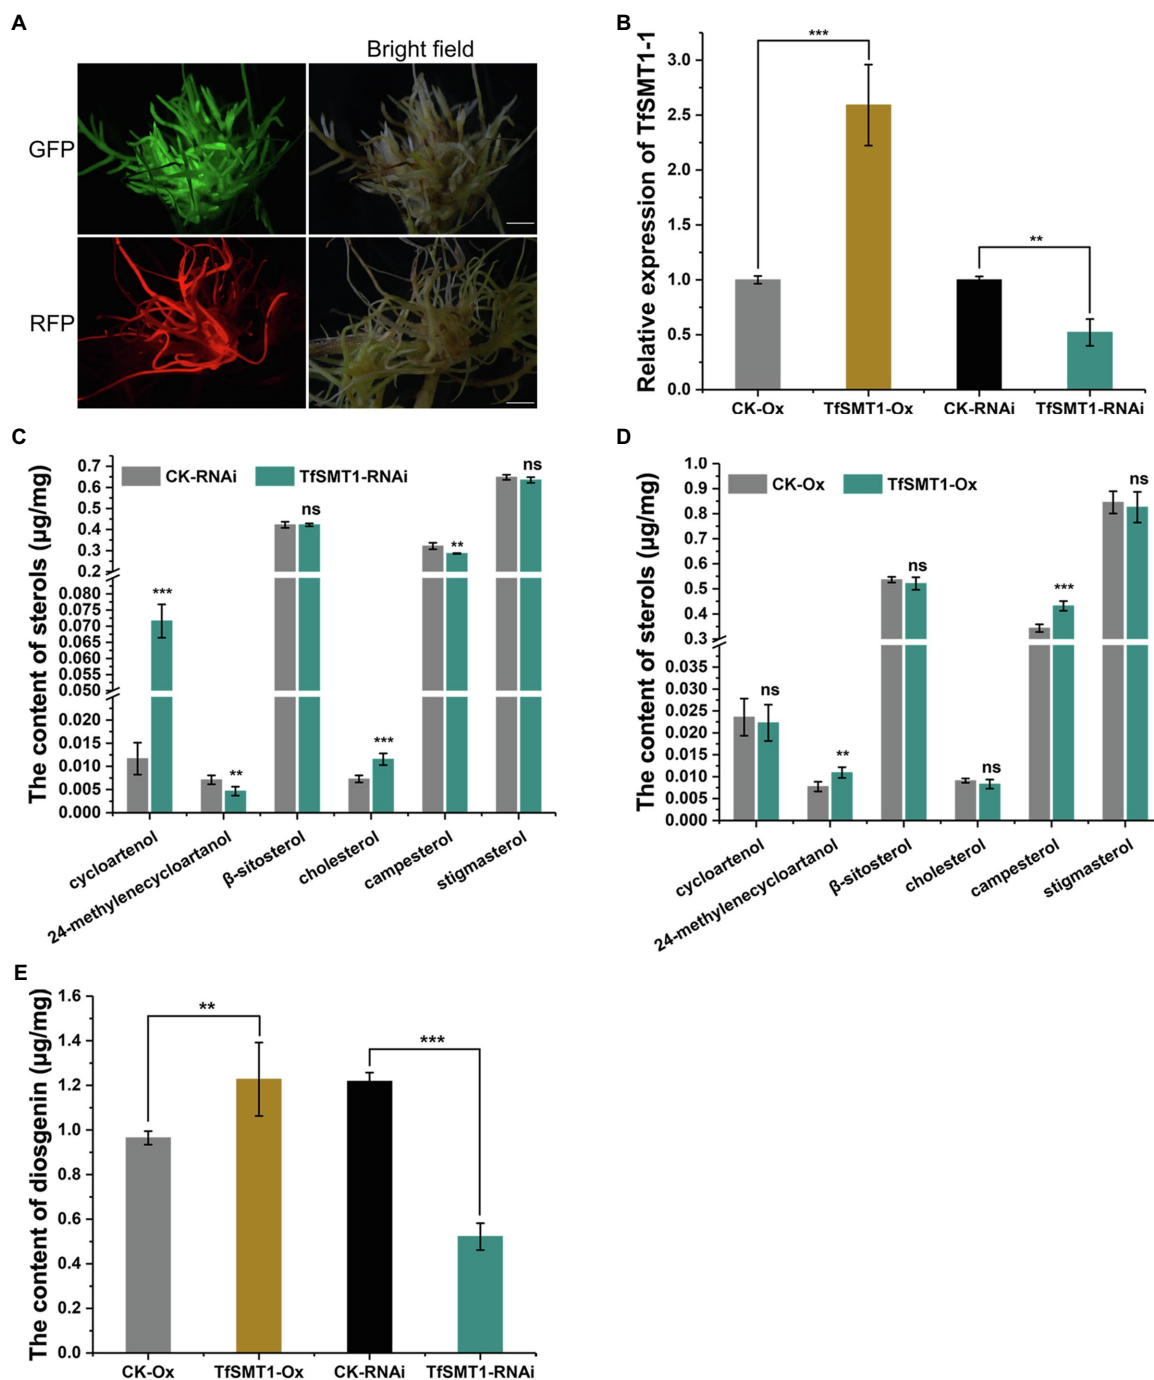 A
Bright field
GFP
RFP
B
Relative expression of TfSMT1-1
3.0
2.5
2.0
1.5
1.0
0.5
0.0
***
**
CK-Ox TfSMT1-Ox CK-RNAi TfSMT1-RNAi
C
The content of sterols (µg/mg)
0.7
0.6
0.5
0.4
0.3
0.2
0.080
0.075
0.070
0.065
0.060
0.055
0.050
0.020
0.015
0.010
0.005
0.000
CK-RNAi TfSMT1-RNAi
***
**
ns
***
**
ns
cycloartenol
24-methylenecycloartanol
β-sitosterol
cholesterol
campesterol
stigmasterol
D
The content of sterols (µg/mg)
1.0
0.9
0.8
0.7
0.6
0.5
0.4
0.3
0.035
0.030
0.025
0.020
0.015
0.010
0.005
0.000
CK-Ox TfSMT1-Ox
ns
**
ns
ns
***
ns
cycloartenol
24-methylenecycloartanol
β-sitosterol
cholesterol
campesterol
stigmasterol
E
The content of diosgenin (µg/mg)
1.6
1.4
1.2
1.0
0.8
0.6
0.4
0.2
0.0
**
***
CK-Ox TfSMT1-Ox CK-RNAi TfSMT1-RNAi